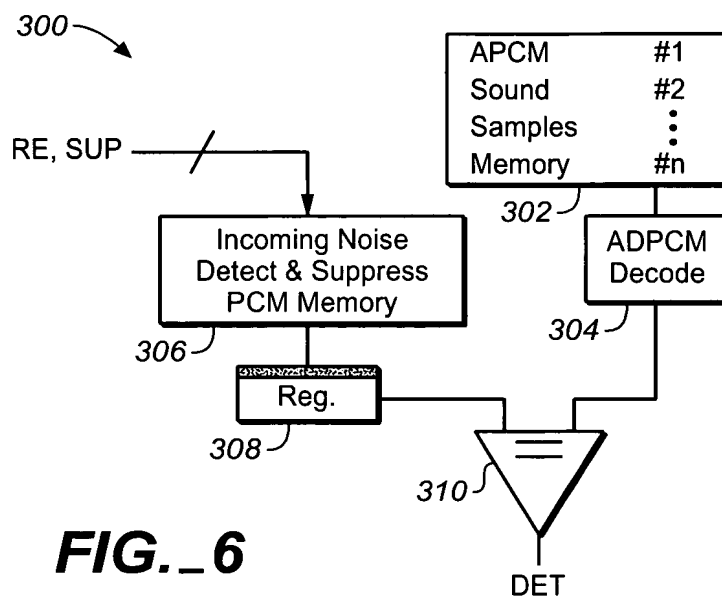 300
APCM #1
Sound #2
Samples ⋮
Memory #n
302
RE, SUP
Incoming Noise
Detect & Suppress
PCM Memory
306
ADPCM
Decode
304
Reg.
308
310
DET
FIG._6